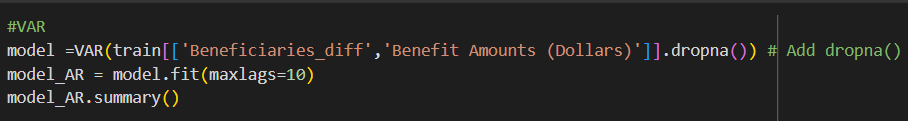 #VAR
model =VAR(train[['Beneficiaries_diff','Benefit Amounts (Dollars)']].dropna()) # Add dropna()
model_AR = model.fit(maxlags=10)
model_AR.summary()